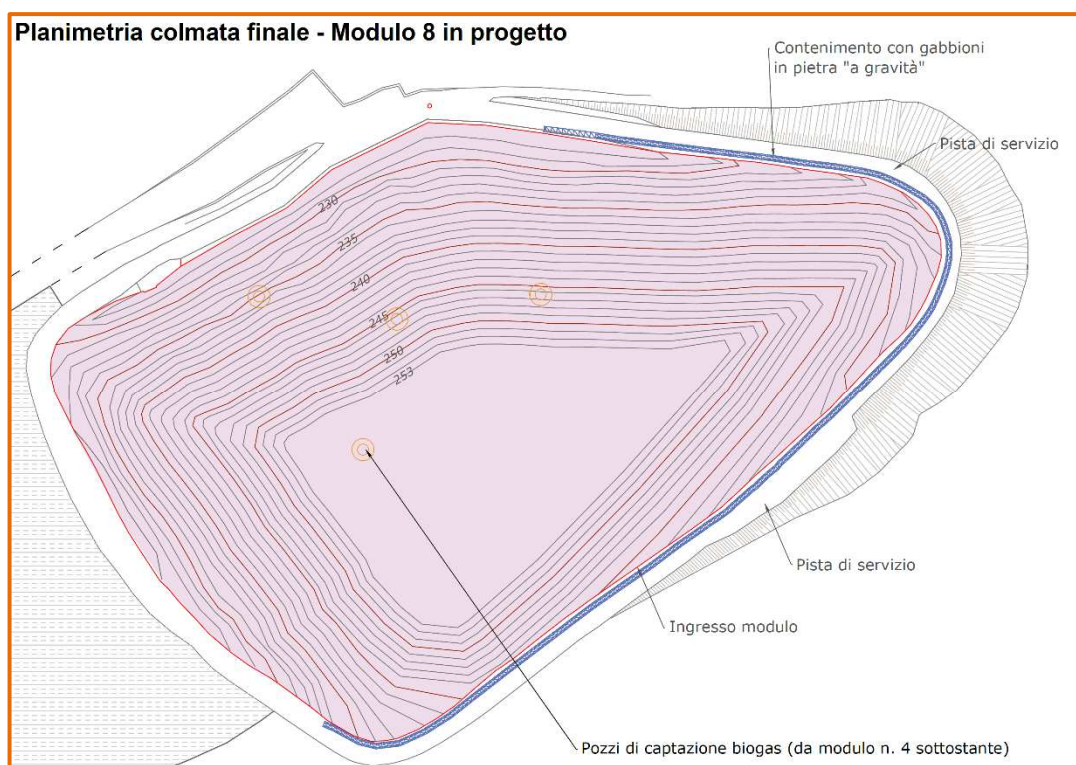 Planimetria colmata finale - Modulo 8 in progetto
Contenimento con gabbioni
in pietra "a gravità"
Pista di servizio
230
235
240
245
250
253
Pista di servizio
Ingresso modulo
Pozzi di captazione biogas (da modulo n. 4 sottostante)